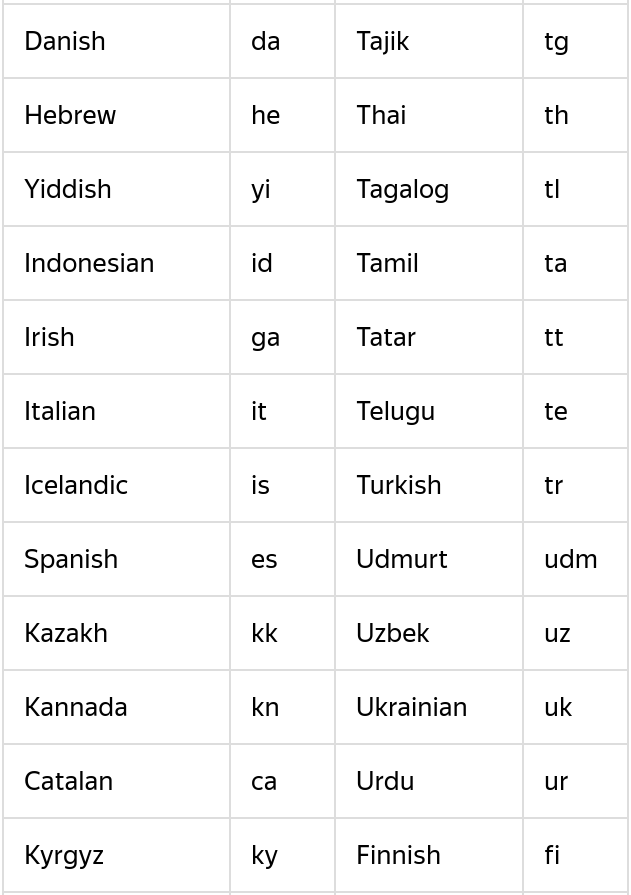 Danish da Tajik tg
Hebrew he Thai th
Yiddish yi Tagalog tl
Indonesian id Tamil ta
Irish ga Tatar tt
Italian it Telugu te
Icelandic is Turkish tr
Spanish es Udmurt udm
Kazakh kk Uzbek uz
Kannada kn Ukrainian uk
Catalan ca Urdu ur
Kyrgyz ky Finnish fi